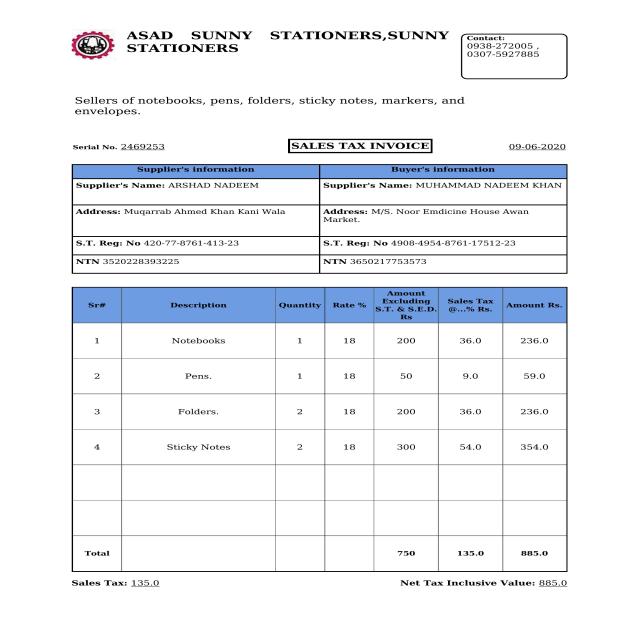 ASAD SUNNY STATIONERS,SUNNY
STATIONERS
Contact:
0938-272005 ,
0307-5927885
Sellers of notebooks, pens, folders, sticky notes, markers, and
envelopes.
Serial No. 2469253 SALES TAX INVOICE 09-06-2020
Supplier's information Buyer's information
Supplier's Name: ARSHAD NADEEM Supplier's Name: MUHAMMAD NADEEM KHAN
Address: Muqarrab Ahmed Khan Kani Wala Address: M/S. Noor Emdicine House Awan
Market.
S.T. Reg: No 420-77-8761-413-23 S.T. Reg: No 4908-4954-8761-17512-23
NTN 3520228393225 NTN 3650217753573
Sr# Description Quantity Rate % Amount Excluding S.T. & S.E.D. Rs Sales Tax @...% Rs. Amount Rs.
1 Notebooks 1 18 200 36.0 236.0
2 Pens. 1 18 50 9.0 59.0
3 Folders. 2 18 200 36.0 236.0
4 Sticky Notes 2 18 300 54.0 354.0
Total 750 135.0 885.0
Sales Tax: 135.0 Net Tax Inclusive Value: 885.0